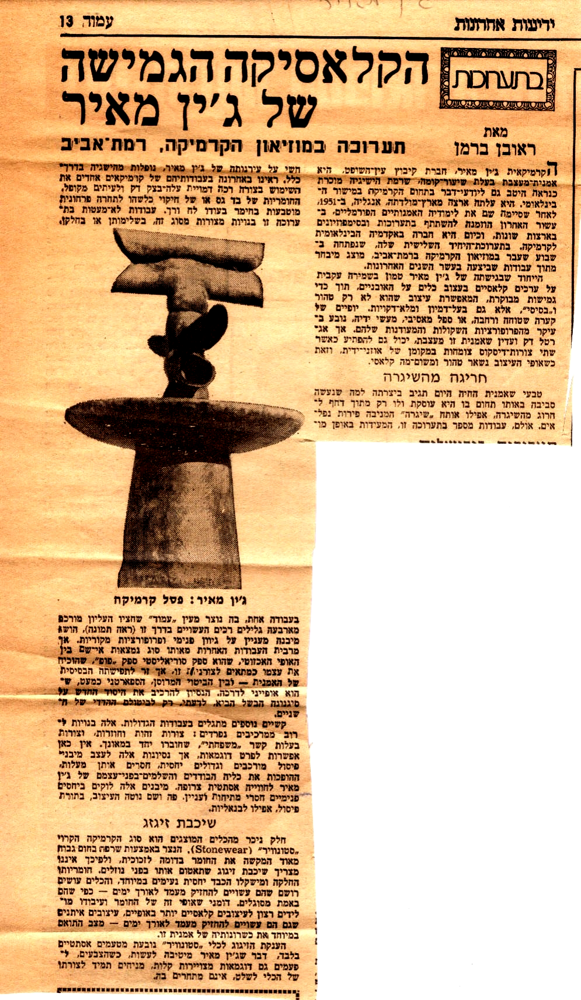 ידיעות אחרונות
עמוד 13
בתערוכות
הקלאסיקה הגמישה
של ג׳ין מאיר
תערוכה במוזיאון הקרמיקה, רמת־אביב
מאת
ראובן ברמן
הקרמיקאית ג׳ין מאיר, חברת קיבוץ עין־השופט, היא
אמנית־מעצבת בעלת שיעור־קומה, שרמת הישיגיה מוכרת
כנראה היטב גם ליודעי־דבר בתחום הקרמיקה במישור ה־
בינלאומי. היא עלתה ארצה מארץ־מולדתה, אנגליה, ב־1951,
לאחר שסיימה שם את לימודיה האמנותיים הפורמליים. ב־
עשור האחרון הוזמנה להשתתף בתערוכות ובסימפוזיונים
בארצות שונות, וכיום היא חברה באקדמיה הבינלאומית
לקרמיקה. בתערוכת־היחיד השלישית שלה, שנפתחה ב־
שבוע שעבר במוזיאון הקרמיקה ברמת־אביב, מוצג מיבחר
מתוך עבודות שביצעה בעשר השנים האחרונות.
הייחוד שבגישתה של ג׳ין מאיר טמון בשמירה עקבית
על ערכים קלאסיים בעצוב כלים על האובניים, תוך כדי
גמישות מבוקרת, המאפשרת עיצוב שהוא לא רק טהור
ו„בסיסי״, אלא גם בעל־דמיון ומלא־דקויות. יופיים של
קערה שטוחה ורחבה, או ספל מאסיבי, מעשי ידיה, נובע ב־
עיקר מהפרופורציות השקולות והמעודנות שלהם. אך אג־
רטל דק ועדין שאמנית זו מעצבת, יכול גם להפתיע כאשר
שתי צורות־דיסקוס צומחות במקומן של אוזני־ידית, וזאת
כשאופי העיצוב נשאר טהור ומשום־מה קלאסי.
חריגה מהשיגרה
טבעי שאמנית החיה היום תגיב ביצרתה למה שנעשה
סביבה באותו תחום בו היא עוסקת ולו רק מתוך דחף ל־
חרוג מהשיגרה, אפילו אותה „שיגרה״ המניבה פירות נפל־
אים. אולם, עבודות מספר בתערוכה זו, המעידות באופן מו־
חשי על עירנותה של ג׳ין מאיר, נופלות מהישגיה בדרך־
כלל. ראינו באחרונה בעבודותיהם של קרמיקאים אחדים את
השימוש בצורה רכה דמויית עלה־בצק דק ולעיתים מקופל.
החומריות של בד גס או של חיקוי כלשהו לתחרה פרחונית
מוטבעות בחימר בעודו לח ורך. עבודות לא־מעטות בת־
ערוכה זו בנויות מצורות מסוג זה, בשלימותן או בחלקן.
ג׳ין מאיר: פסל קרמיקה
בעבודה אחת, בה נוצר מעין „עמוד״ שחציו העליון מורכב
מארבעה גלילים רכים העשויים בדרך זו (ראה תמונה), הושג
מיבנה מעניין על גיוון פנימי ופרופורציות מקוריות. אך
מרבית העבודות האחרות מאותו סוג נמצאות אי־שם בין
האופי האכזוטי, שהוא ספק סוריאליסטי ספק „פופ״, שהוכיח
את עצמו כמתאים לצורניות זו, אך זר לתפישתה הבסיסית
של האמנית — ובין הביטוי המרוסן, הספארטני כמעט, ש־
הוא אופייני לדרכה. הנסיון להרכיב את היסוד החדש על
סיגנונה הבשל הביא, לדעתי, רק לביטולם ההדדי של ה־
שניים.
קשיים נוספים מתגלים בעבודות הגדולות. אלה בנויות ל־
רוב ממרכיבים נפרדים: צורות זהות וחוזרות, וצורות
בעלות קשר „משפחתי״, שחוברו יחד במאונך. אין כאן
אפשרות לפרט דוגמאות, אך נסיונות אלה לעצב מיבני־
פיסול מורכבים וגדולים יחסית, חסרים אותן מעלות,
ההופכות את כליה הבודדים והשלמים־בפני־עצמם של ג׳ין
מאיר לחווייה אסתטית צרופה. מיבנים אלה לוקים ביחסים
פנימיים חסרי מתיחות ועניין. פה ושם נוטה העיצוב, בתורת
פיסול, אפילו לבנאליות.
שיכבת זיגזג
חלק ניכר מהכלים המוצגים הוא סוג הקרמיקה הקרוי
„סטונוויר״ (Stonewear), הנצר באמצעות שרפה בחום גבוה
מאוד המקשה את החומר בדומה לזכוכית, ולפיכך איננו
מצריך שיכבת זיגוג שתאטום אותו בפני נוזלים. חומריותו
החלקה ומישקלו הכבד יחסית נעימים במיוחד, והכלים עושים
רושם שהם עשויים להחזיק מעמד לאורך ימים — כפי שהם
באמת מסוגלים. דומני שאופי זה של החומר ועיבודו מו־
לידים רצון לעיצובים קלאסיים יותר באופיים, עיצובים איתנים
שגם הם עשויים להחזיק מעמד לאורך ימים — מצב התואם
במיוחד את כשרונותיה של אמנית זו.
הענקת הזיגוג לכלי „סטונוויר״ נובעת מטעמים אסתטיים
בלבד, דבר שג׳ין מאיר מיטיבה לעשות, כשהצבעים, ל־
פעמים גם דוגמאות מצויירות קלות, מניחים תמיד לצורתו
של הכלי לשלט, אינם מתחרים בה.